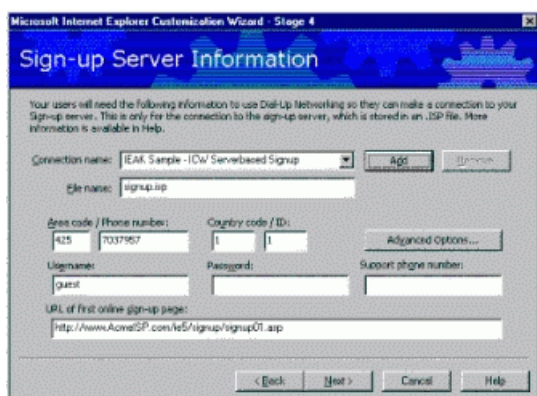 Microsoft Internet Explorer Customization Wizard - Stage 4
Sign-up Server Information
Your users will need the following information to use Dial-Up Networking so they can make a connection to your
Sign-up server. This is only for the connection to the sign-up server, which is stored in an .ISP file. More
information is available in Help.
Connection name: IEAK Sample - ICW Serverbased Signup Add Remove
File name: signup.isp
Area code / Phone number: Country code / ID:
425 7037957 1 1 Advanced Options...
Username: Password: Support phone number:
guest
URL of first online sign-up page:
http://www.AcmeISP.com/ie5/signup/signup01.asp
< Back Next > Cancel Help